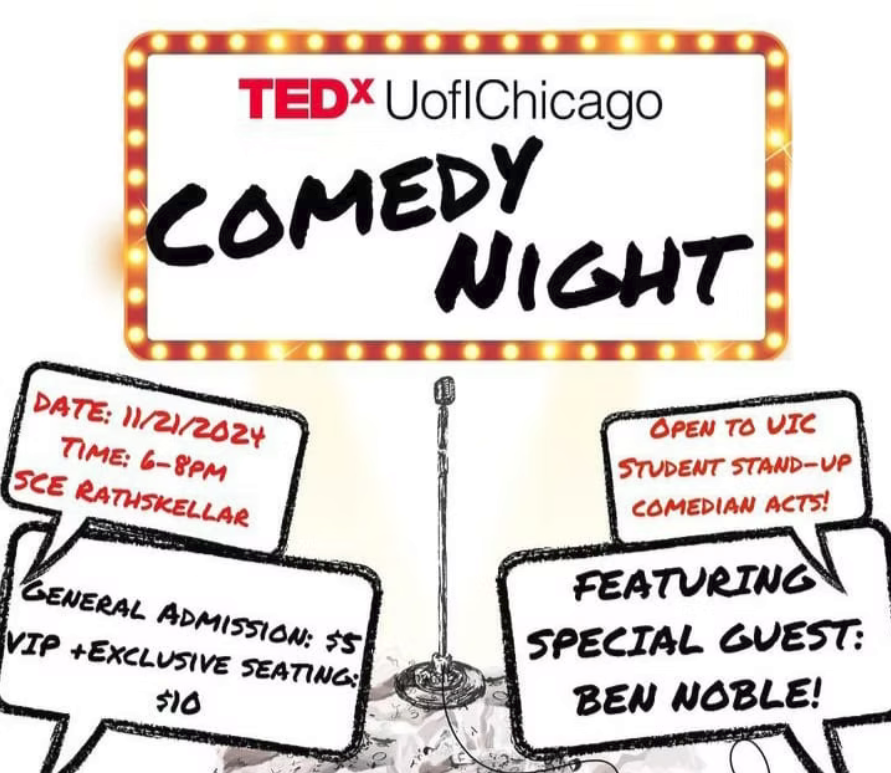 TEDx UofIChicago
COMEDY
NIGHT
DATE: 11/21/2024
TIME: 6-8PM
SCE RATHSKELLAR
OPEN TO UIC
STUDENT STAND-UP
COMEDIAN ACTS!
GENERAL ADMISSION: $5
VIP +EXCLUSIVE SEATING:
$10
FEATURING
SPECIAL GUEST:
BEN NOBLE!